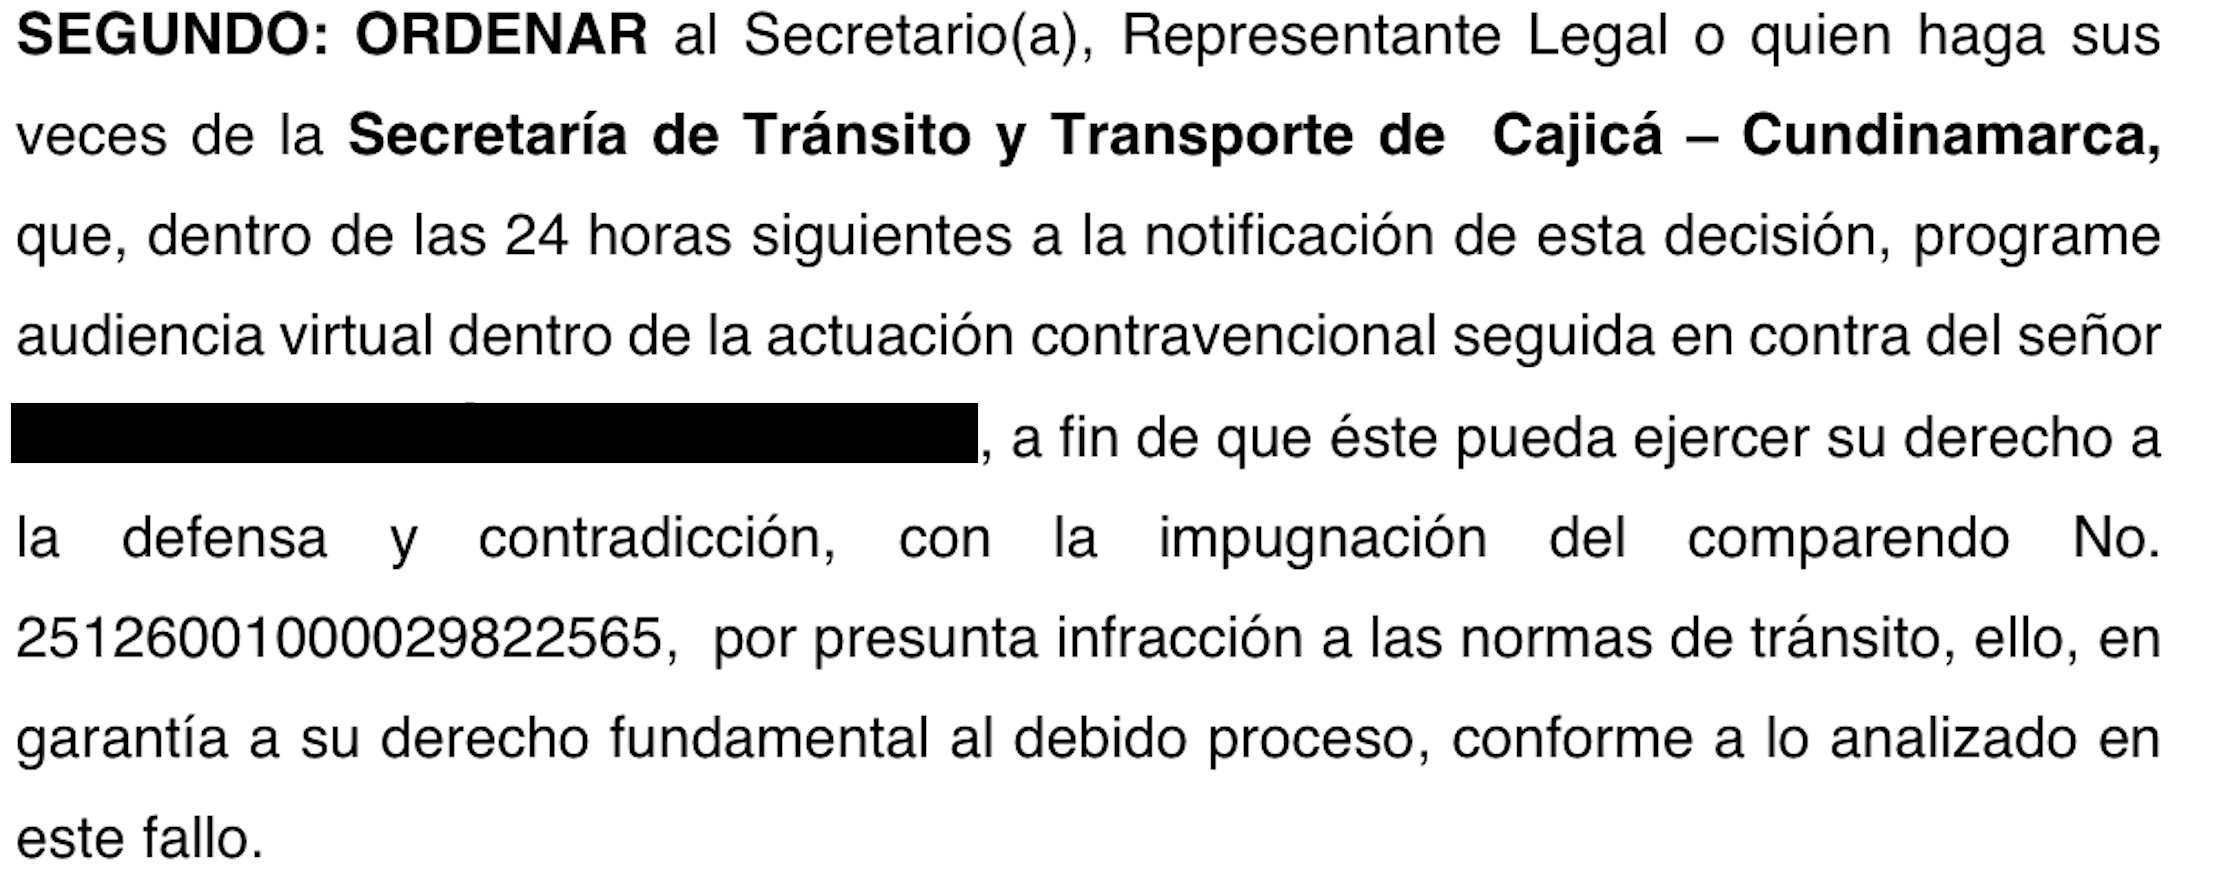 SEGUNDO: ORDENAR al Secretario(a), Representante Legal o quien haga sus
veces de la Secretaría de Tránsito y Transporte de Cajicá – Cundinamarca,
que, dentro de las 24 horas siguientes a la notificación de esta decisión, programe
audiencia virtual dentro de la actuación contravencional seguida en contra del señor
, a fin de que éste pueda ejercer su derecho a
la defensa y contradicción, con la impugnación del comparendo No.
25126001000029822565, por presunta infracción a las normas de tránsito, ello, en
garantía a su derecho fundamental al debido proceso, conforme a lo analizado en
este fallo.